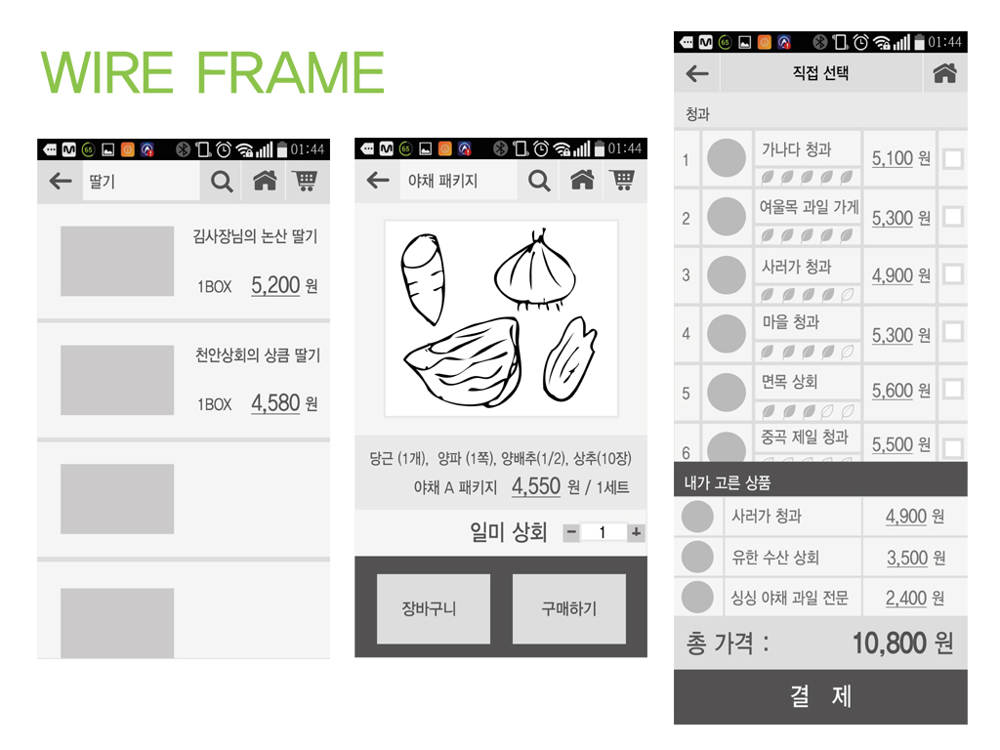 WIRE FRAME
65
01:44
딸기
김사장님의 논산 딸기
1BOX 5,200 원
천안상회의 상큼 딸기
1BOX 4,580 원
65
01:44
야채 패키지
당근 (1개), 양파 (1쪽), 양배추(1/2), 상추(10장)
야채 A 패키지 4,550 원 / 1세트
일미 상회 - 1 +
장바구니 구매하기
65
01:44
직접 선택
청과
1 가나다 청과 5,100 원
2 여울목 과일 가게 5,300 원
3 사러가 청과 4,900 원
4 마을 청과 5,300 원
5 면목 상회 5,600 원
6 중곡 제일 청과 5,500 원
내가 고른 상품
사러가 청과 4,900 원
유한 수산 상회 3,500 원
싱싱 야채 과일 전문 2,400 원
총 가격 : 10,800 원
결 제